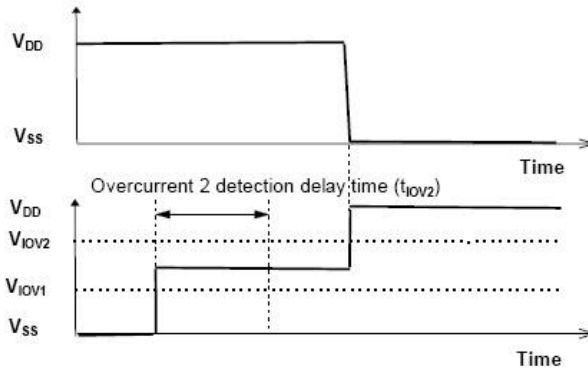 VDD
VSS
Time
Overcurrent 2 detection delay time (tIOV2)
VDD
VIOV2
VIOV1
VSS
Time